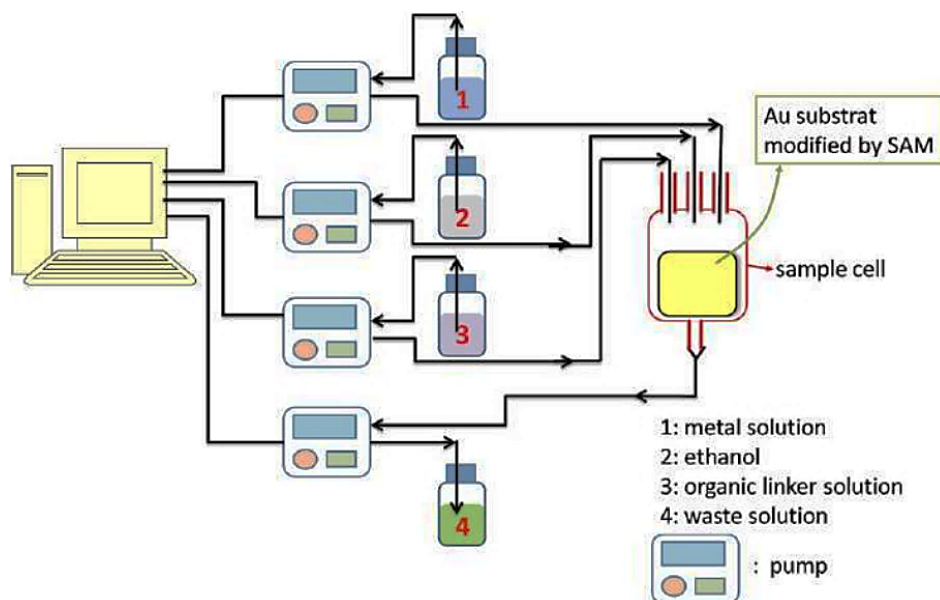 1
Au substrat
modified by SAM
2
sample cell
3
1: metal solution
2: ethanol
3: organic linker solution
4: waste solution
4
: pump